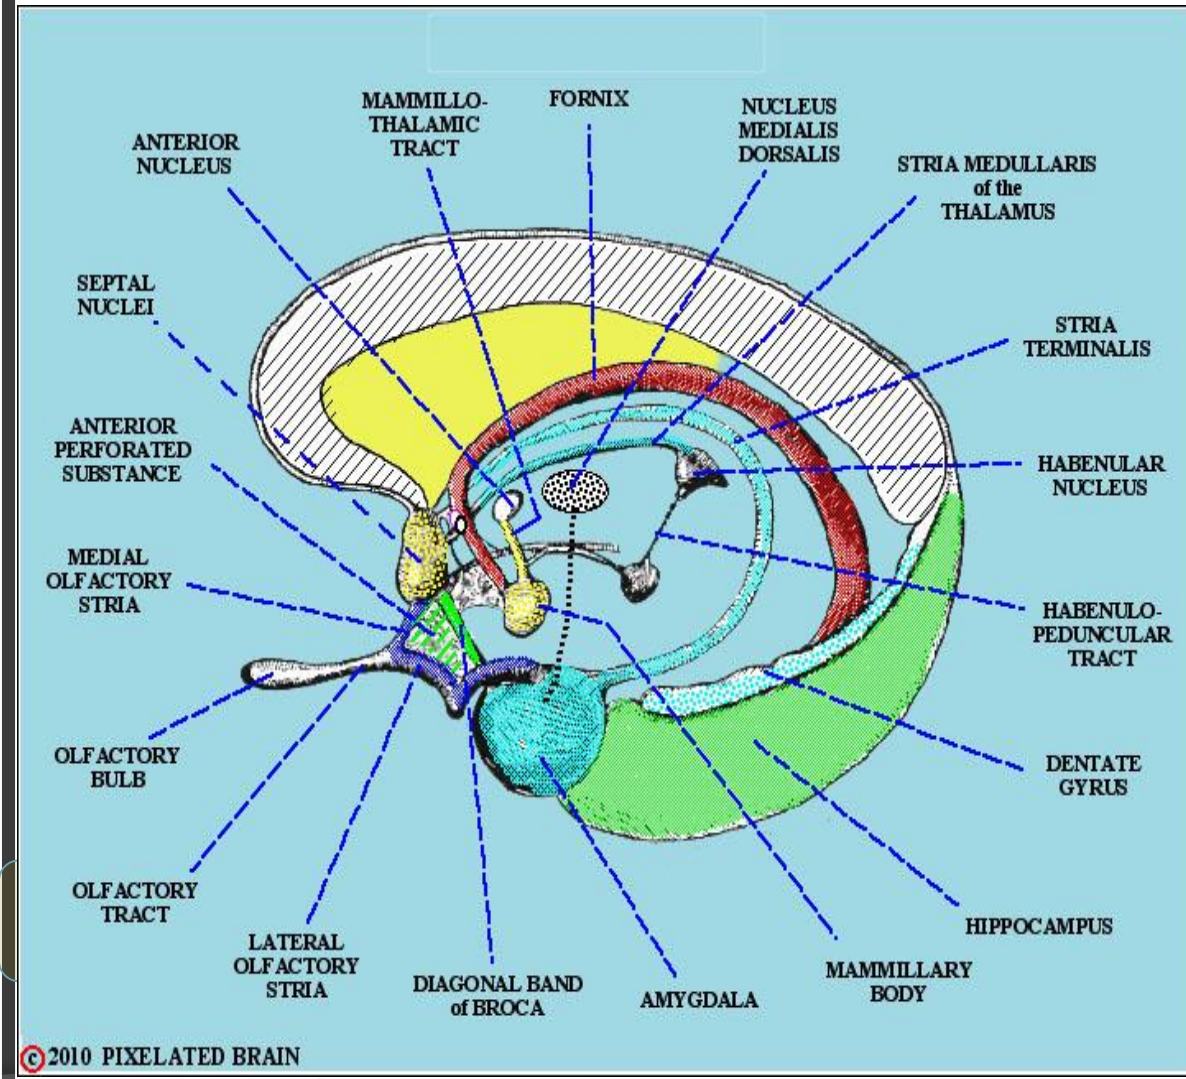 MAMMILLO-
THALAMIC
TRACT
FORNIX
NUCLEUS
MEDIALIS
DORSALIS
ANTERIOR
NUCLEUS
STRIA MEDULLARIS
of the
THALAMUS
SEPTAL
NUCLEI
STRIA
TERMINALIS
ANTERIOR
PERFORATED
SUBSTANCE
HABENULAR
NUCLEUS
MEDIAL
OLFACTORY
STRIA
HABENULO-
PEDUNCULAR
TRACT
OLFACTORY
BULB
DENTATE
GYRUS
OLFACTORY
TRACT
HIPPOCAMPUS
LATERAL
OLFACTORY
STRIA
DIAGONAL BAND
of BROCA
AMYGDALA
MAMMILLARY
BODY
© 2010 PIXELATED BRAIN